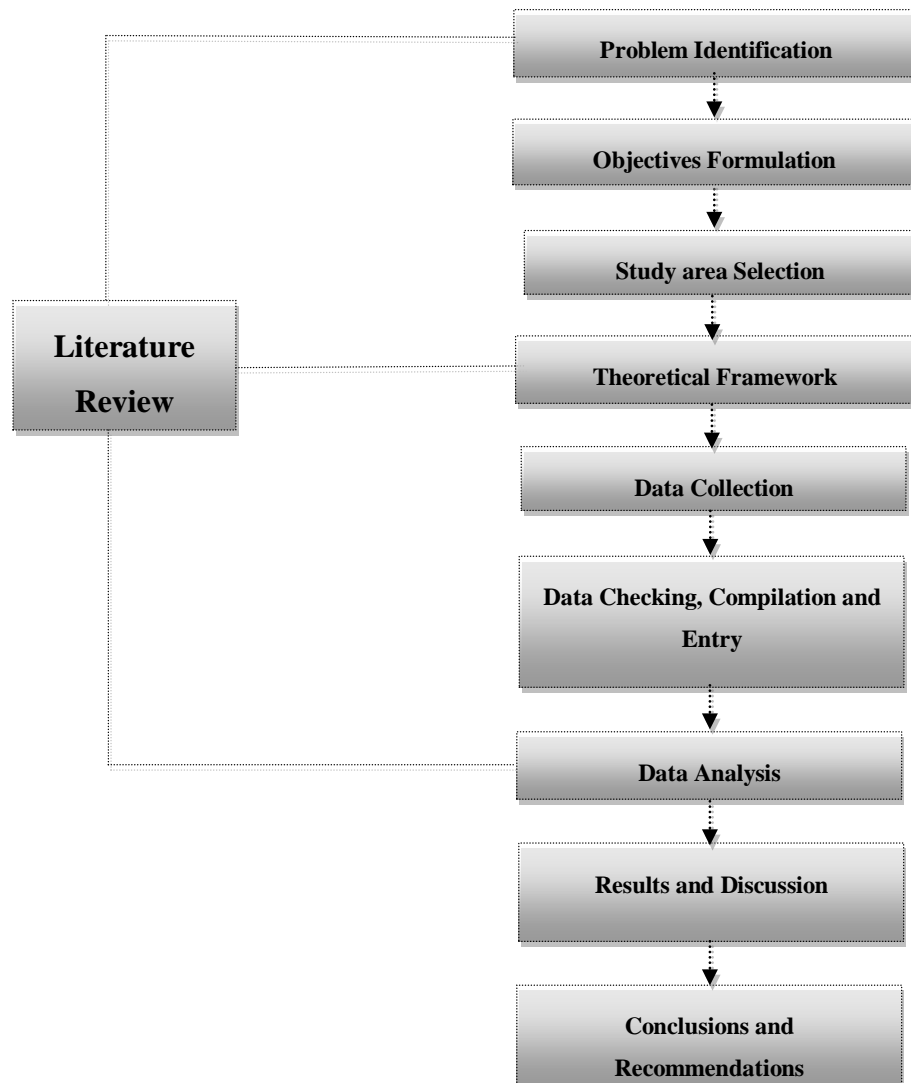 Problem Identification
Objectives Formulation
Study area Selection
Literature
Review
Theoretical Framework
Data Collection
Data Checking, Compilation and
Entry
Data Analysis
Results and Discussion
Conclusions and
Recommendations